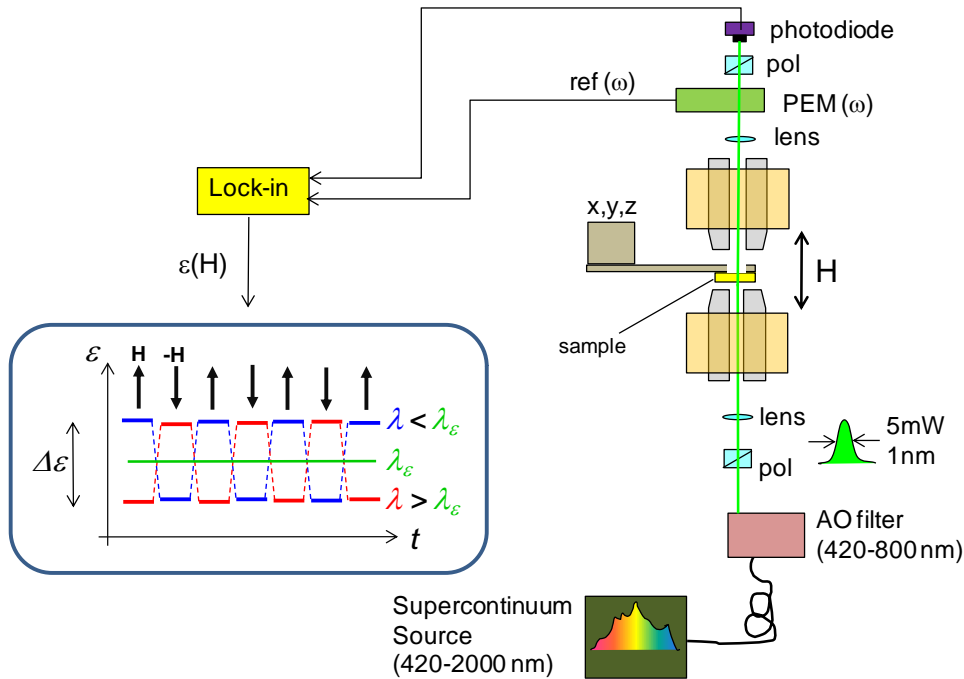 photodiode
pol
ref (ω)
PEM (ω)
lens
Lock-in
x,y,z
H
ε(H)
sample
ε
H
-H
λ < λε
Δε
λε
λ > λε
t
lens
5mW
1nm
pol
AO filter
(420-800 nm)
Supercontinuum
Source
(420-2000 nm)